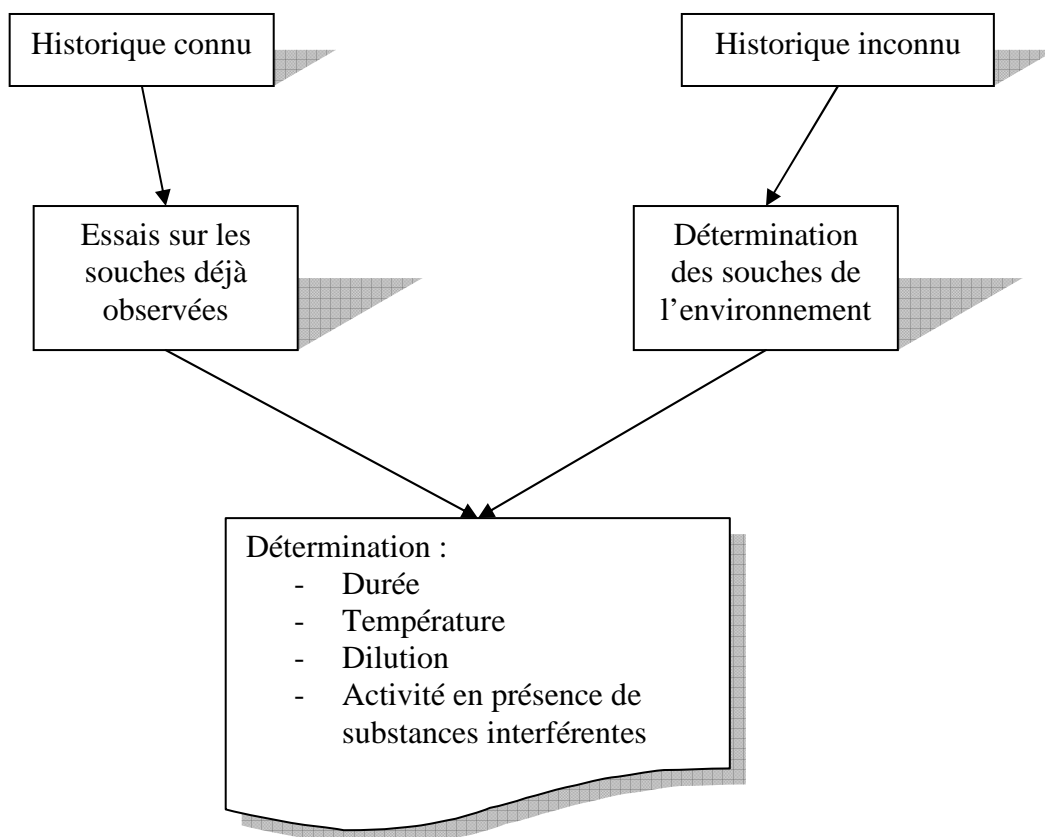 Historique connu
Historique inconnu
Essais sur les
souches déjà
observées
Détermination
des souches de
l’environnement
Détermination :
- Durée
- Température
- Dilution
- Activité en présence de
substances interférentes